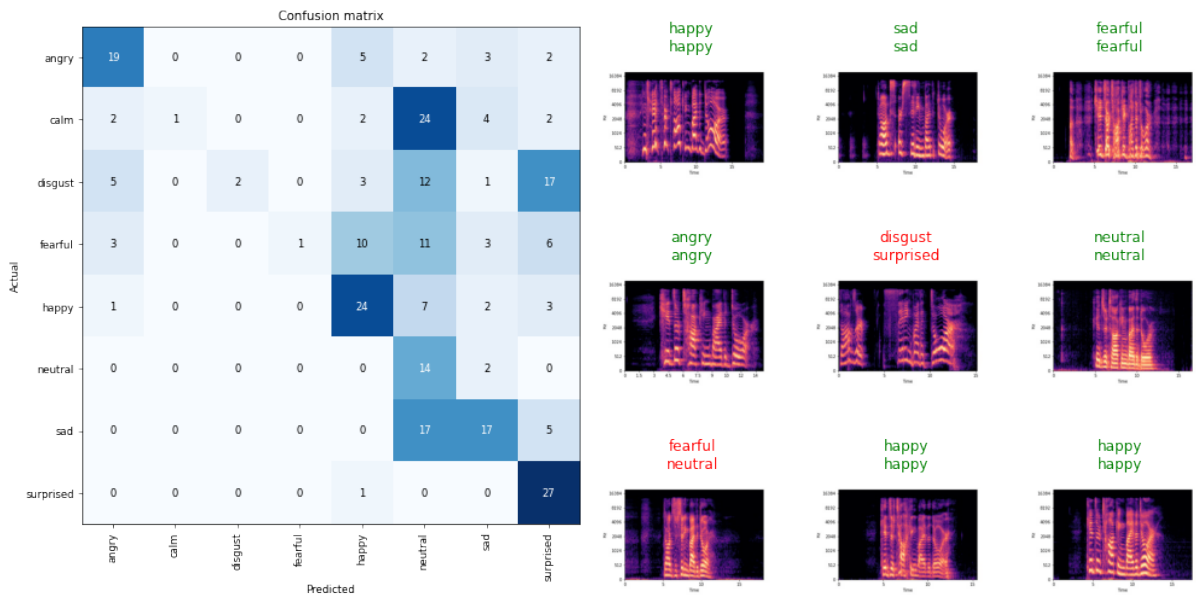 Confusion matrix
Actual
angry 19 0 0 0 5 2 3 2
calm 2 1 0 0 2 24 4 2
disgust 5 0 2 0 3 12 1 17
fearful 3 0 0 1 10 11 3 6
happy 1 0 0 0 24 7 2 3
neutral 0 0 0 0 0 14 2 0
sad 0 0 0 0 0 17 17 5
surprised 0 0 0 0 1 0 0 27
angry calm disgust fearful happy neutral sad surprised
Predicted
happy
happy
sad
sad
fearful
fearful
angry
angry
disgust
surprised
neutral
neutral
fearful
neutral
happy
happy
happy
happy